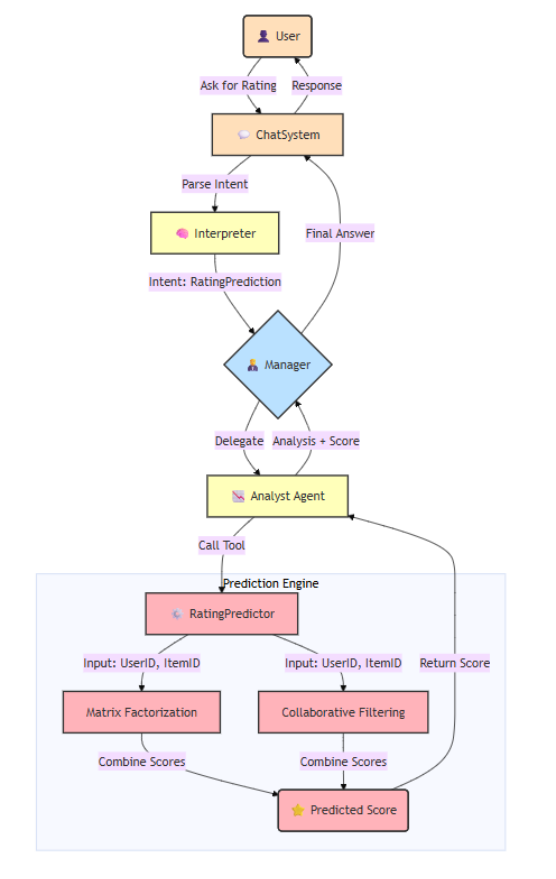 User
Ask for Rating
Response
ChatSystem
Parse Intent
Interpreter
Final Answer
Intent: RatingPrediction
Manager
Delegate
Analysis + Score
Analyst Agent
Call Tool
Prediction Engine
RatingPredictor
Input: UserID, ItemID
Input: UserID, ItemID
Return Score
Matrix Factorization
Collaborative Filtering
Combine Scores
Combine Scores
Predicted Score